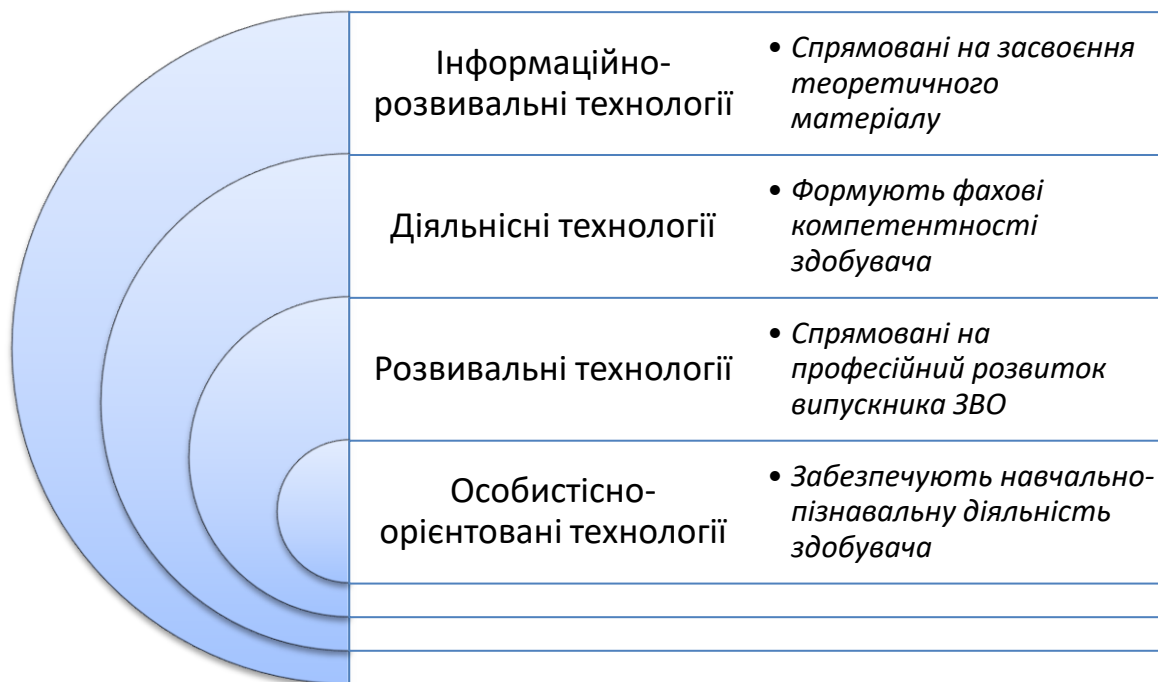 Інформаційно-
розвивальні технології
• Спрямовані на засвоєння
теоретичного
матеріалу
Діяльнісні технології
• Формують фахові
компетентності
здобувача
Розвивальні технології
• Спрямовані на
професійний розвиток
випускника ЗВО
Особистісно-
орієнтовані технології
• Забезпечують навчально-
пізнавальну діяльність
здобувача